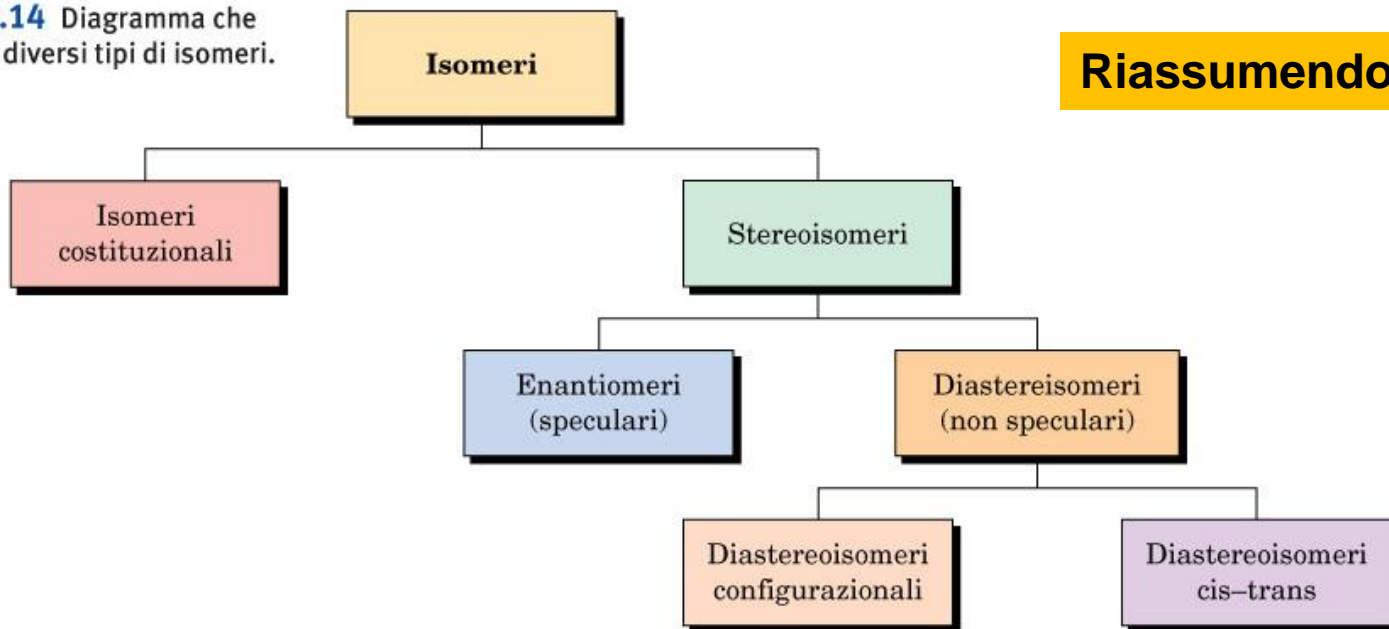 .14 Diagramma che
diversi tipi di isomeri.
Riassumendo
Isomeri
Isomeri
costituzionali
Stereoisomeri
Enantiomeri
(speculari)
Diastereisomeri
(non speculari)
Diastereoisomeri
configurazionali
Diastereoisomeri
cis–trans